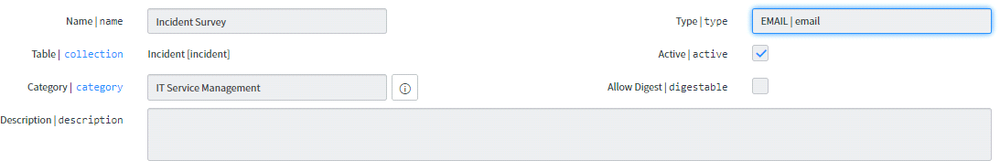 Name | name Incident Survey Type | type EMAIL | email
Table | collection Incident [incident] Active | active
Category | category IT Service Management Allow Digest | digestable
Description | description